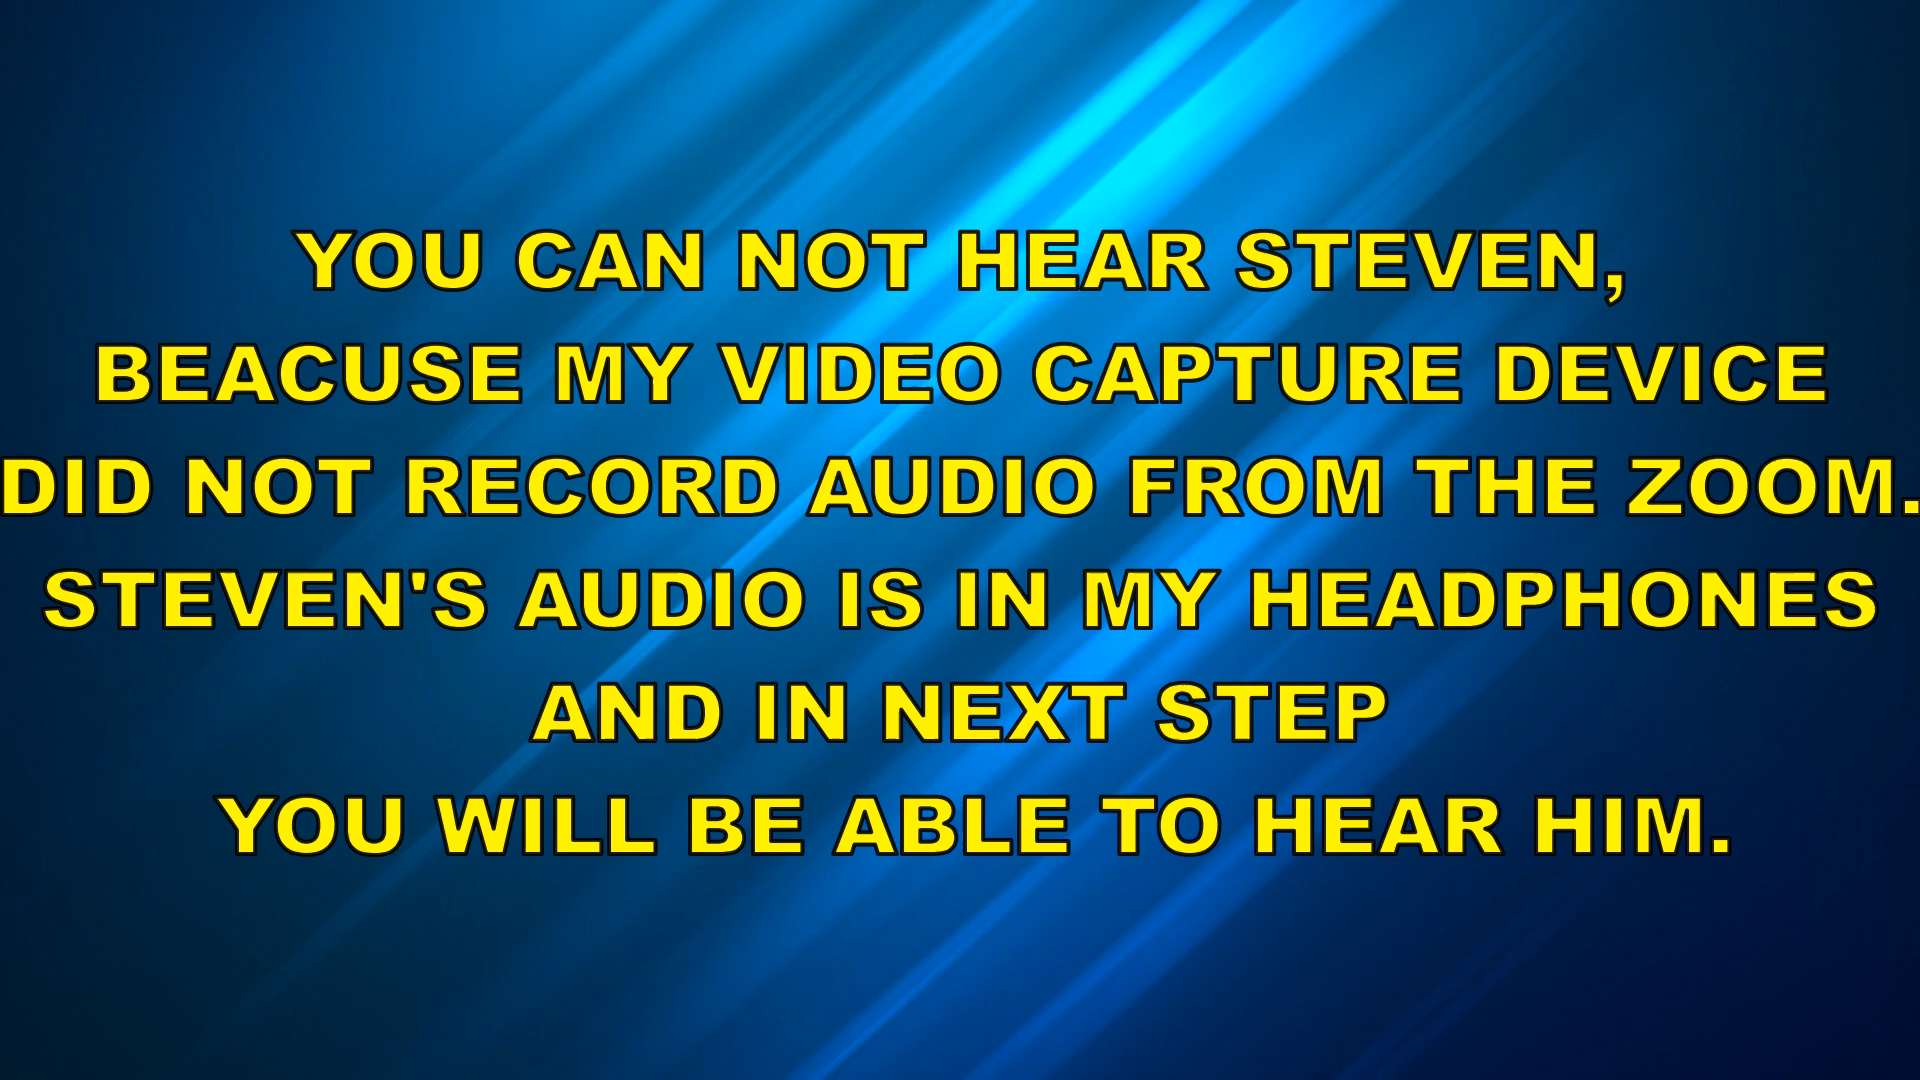 YOU CAN NOT HEAR STEVEN,
BEACUSE MY VIDEO CAPTURE DEVICE
DID NOT RECORD AUDIO FROM THE ZOOM.
STEVEN'S AUDIO IS IN MY HEADPHONES
AND IN NEXT STEP
YOU WILL BE ABLE TO HEAR HIM.